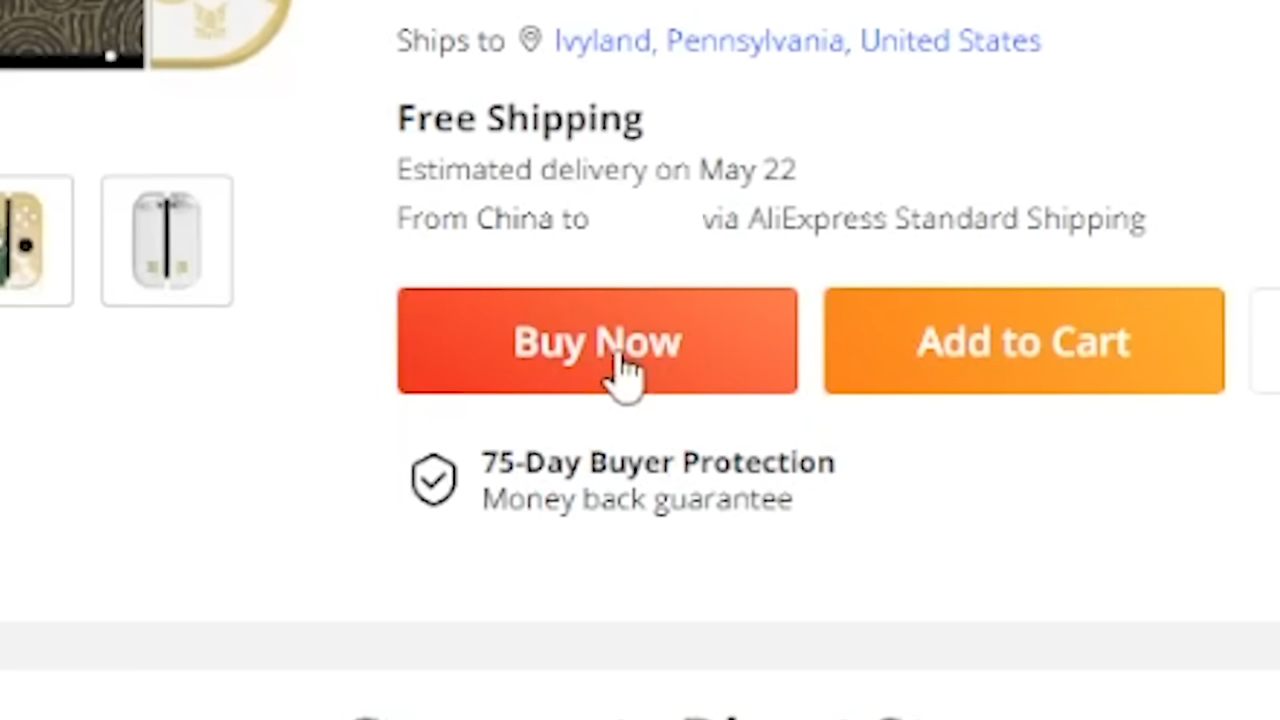 Ships to Ivyland, Pennsylvania, United States
Free Shipping
Estimated delivery on May 22
From China to via AliExpress Standard Shipping
Buy Now
Add to Cart
75-Day Buyer Protection
Money back guarantee